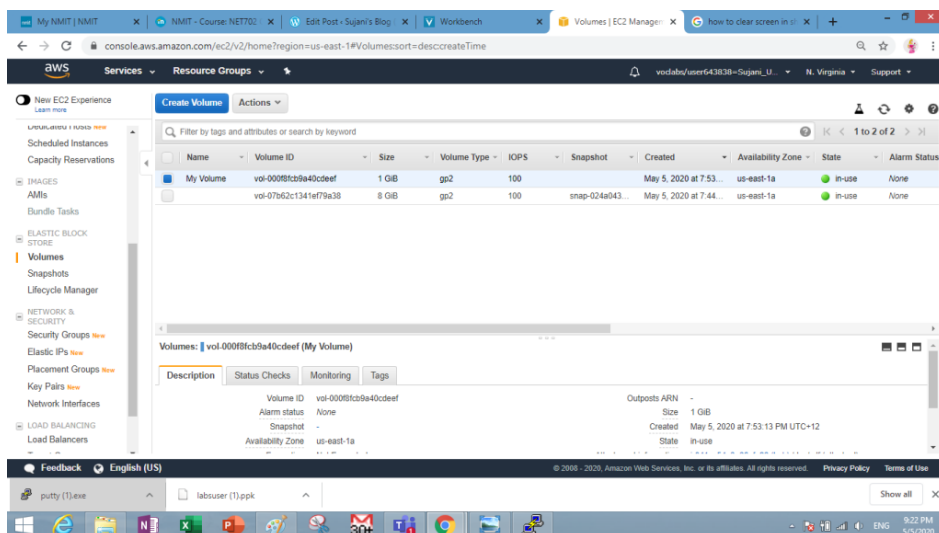 My NMIT | NMIT
NMIT - Course: NET702
Edit Post - Sujani's Blog
Workbench
Volumes | EC2 Managem
how to clear screen in s
console.aws.amazon.com/ec2/v2/home?region=us-east-1#Volumes:sort=desc:createTime
aws
Services
Resource Groups
vodabs/user643838=Sujani_U...
N. Virginia
Support
New EC2 Experience
Learn more
Create Volume
Actions
Dedicated Hosts New
Scheduled Instances
Capacity Reservations
IMAGES
AMIs
Bundle Tasks
ELASTIC BLOCK
STORE
Volumes
Snapshots
Lifecycle Manager
NETWORK &
SECURITY
Security Groups New
Elastic IPs New
Placement Groups New
Key Pairs New
Network Interfaces
LOAD BALANCING
Load Balancers
Filter by tags and attributes or search by keyword
1 to 2 of 2
Name Volume ID Size Volume Type IOPS Snapshot Created Availability Zone State Alarm Status
My Volume vol-000f8fcb9a40cdeef 1 GiB gp2 100 May 5, 2020 at 7:53... us-east-1a in-use None
vol-07b62c1341ef79a38 8 GiB gp2 100 snap-024a043... May 5, 2020 at 7:44... us-east-1a in-use None
Volumes: vol-000f8fcb9a40cdeef (My Volume)
Description Status Checks Monitoring Tags
Volume ID vol-000f8fcb9a40cdeef Outposts ARN -
Alarm status None Size 1 GiB
Snapshot - Created May 5, 2020 at 7:53:13 PM UTC+12
Availability Zone us-east-1a State in-use
Feedback English (US) © 2008 - 2020, Amazon Web Services, Inc. or its affiliates. All rights reserved. Privacy Policy Terms of Use
putty (1).exe
labsuser (1).ppk
Show all
30+
ENG
9:22 PM
5/5/2020